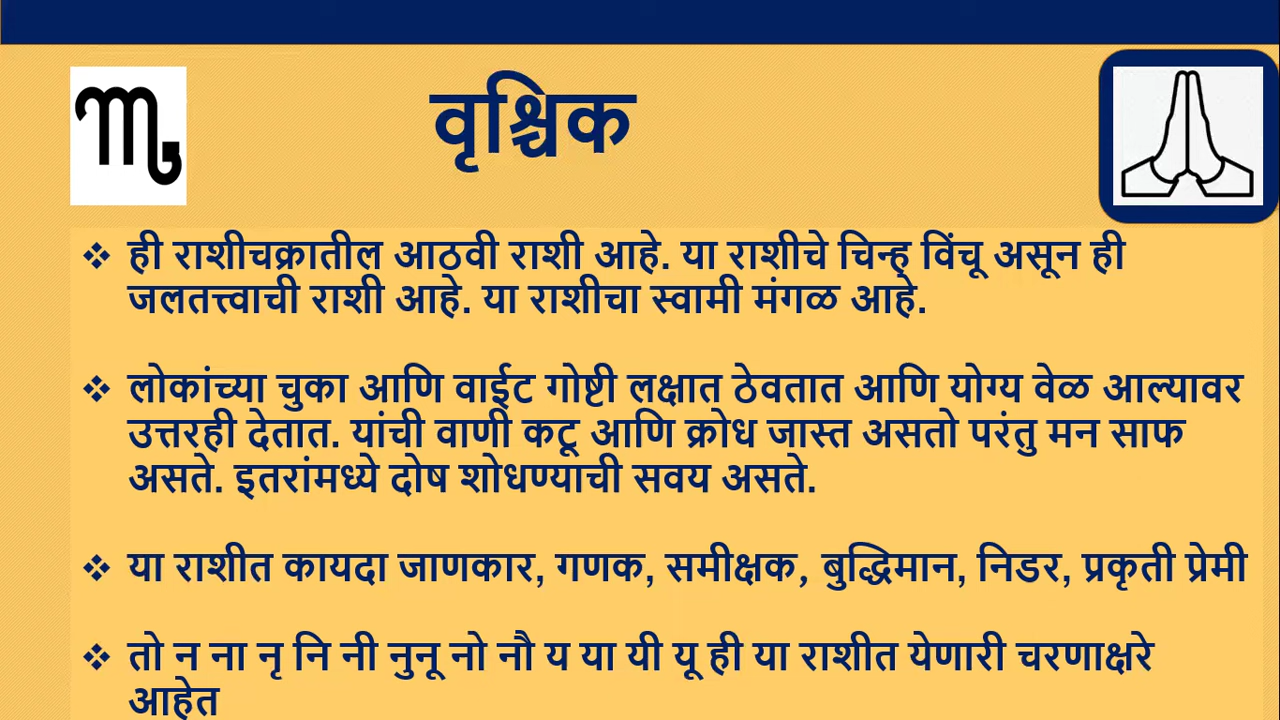 वृश्चिक
❖ ही राशीचक्रातील आठवी राशी आहे. या राशीचे चिन्ह विंचू असून ही
जलतत्त्वाची राशी आहे. या राशीचा स्वामी मंगळ आहे.
❖ लोकांच्या चुका आणि वाईट गोष्टी लक्षात ठेवतात आणि योग्य वेळ आल्यावर
उत्तरही देतात. यांची वाणी कटू आणि क्रोध जास्त असतो परंतु मन साफ
असते. इतरांमध्ये दोष शोधण्याची सवय असते.
❖ या राशीत कायदा जाणकार, गणक, समीक्षक, बुद्धिमान, निडर, प्रकृती प्रेमी
❖ तो न ना नृ नि नी नुनू नो नौ य या यी यू ही या राशीत येणारी चरणाक्षरे
आहेत